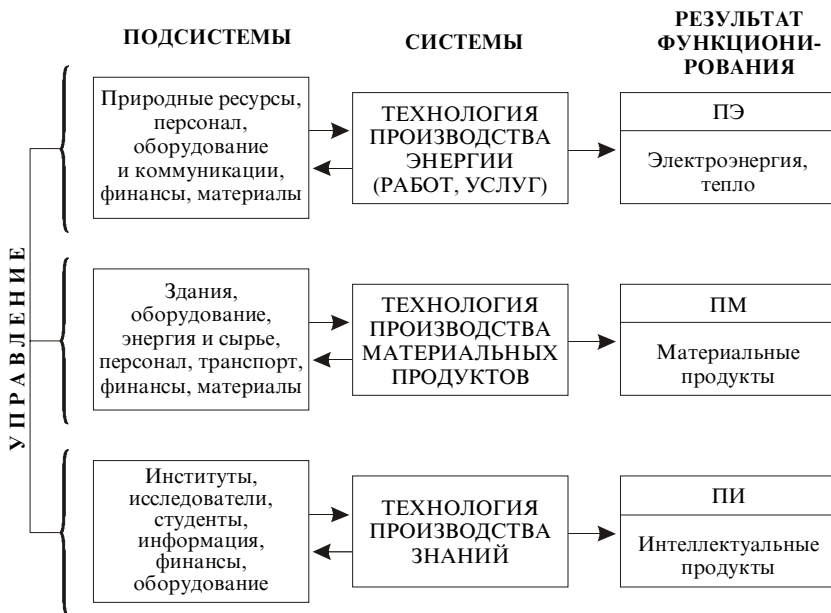 ПОДСИСТЕМЫ
СИСТЕМЫ
РЕЗУЛЬТАТ
ФУНКЦИОНИ-
РОВАНИЯ
УПРАВЛЕНИЕ
Природные ресурсы,
персонал,
оборудование
и коммуникации,
финансы, материалы
ТЕХНОЛОГИЯ
ПРОИЗВОДСТВА
ЭНЕРГИИ
(РАБОТ, УСЛУГ)
ПЭ
Электроэнергия,
тепло
Здания,
оборудование,
энергия и сырье,
персонал, транспорт,
финансы, материалы
ТЕХНОЛОГИЯ
ПРОИЗВОДСТВА
МАТЕРИАЛЬНЫХ
ПРОДУКТОВ
ПМ
Материальные
продукты
Институты,
исследователи,
студенты,
информация,
финансы,
оборудование
ТЕХНОЛОГИЯ
ПРОИЗВОДСТВА
ЗНАНИЙ
ПИ
Интеллектуальные
продукты